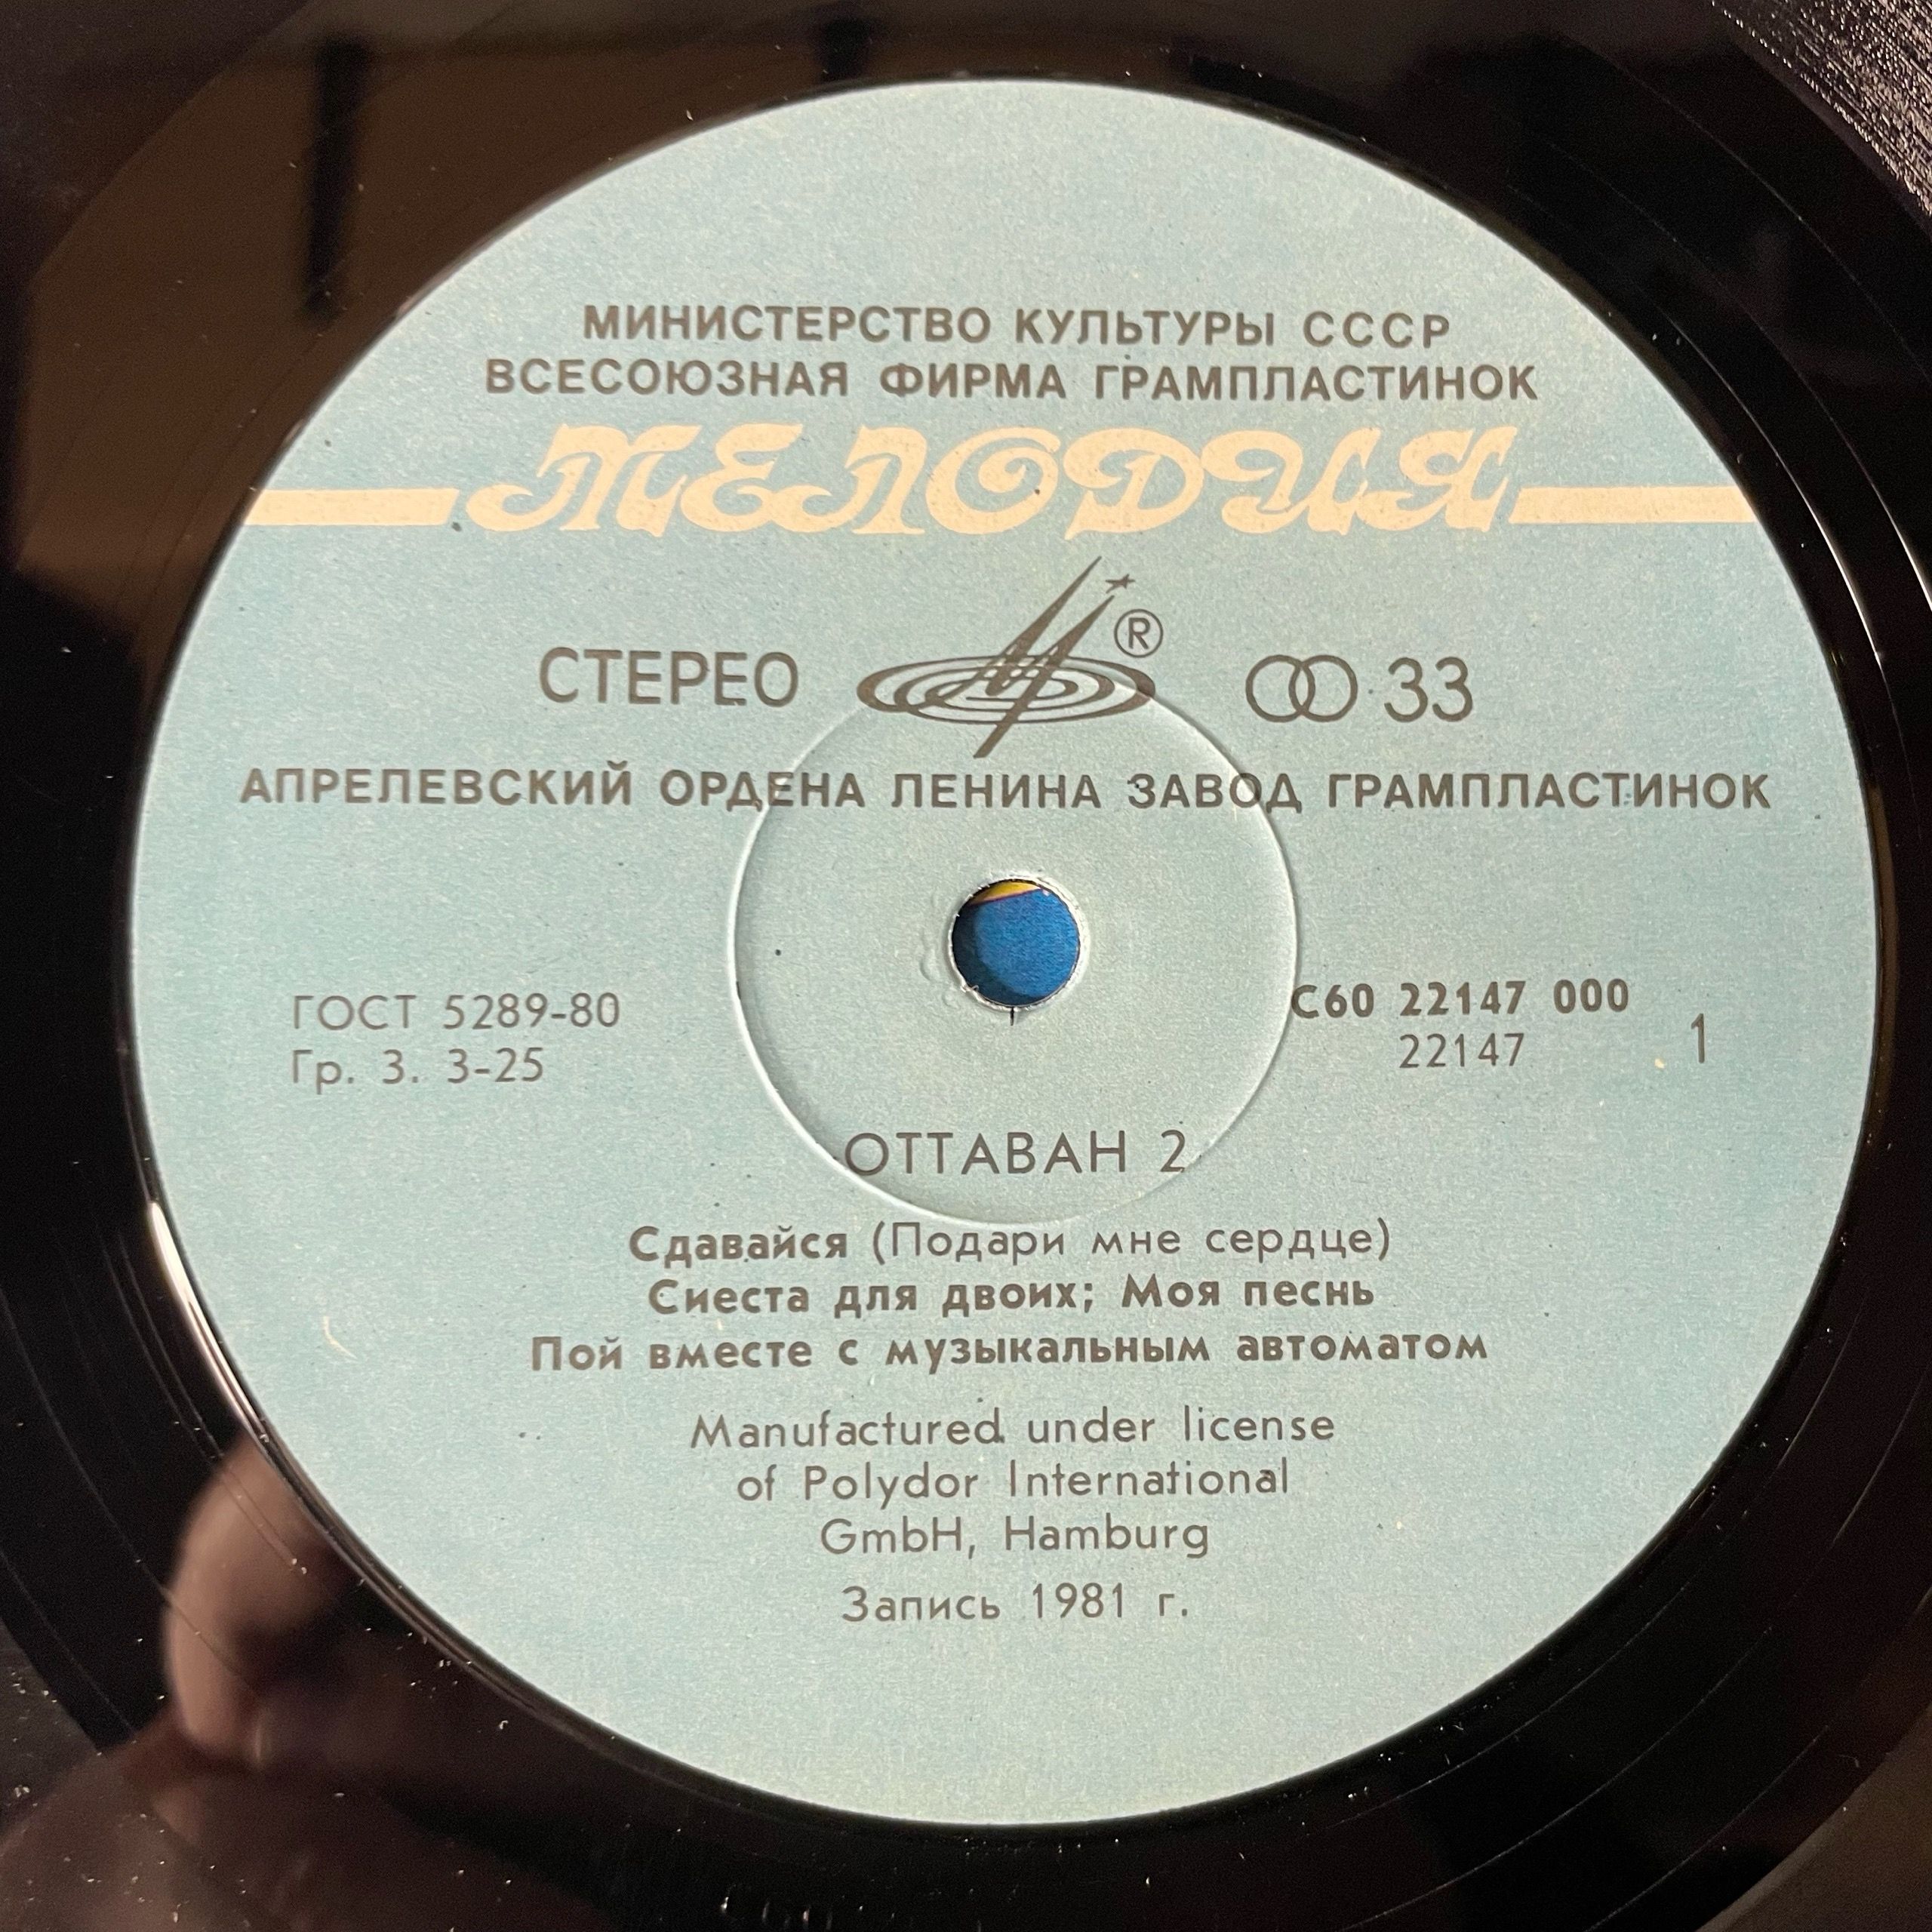 МИНИСТЕРСТВО КУЛЬТУРЫ СССР
ВСЕСОЮЗНАЯ ФИРМА ГРАМПЛАСТИНОК
МЕЛОДИЯ
СТЕРЕО ® 33
АПРЕЛЕВСКИЙ ОРДЕНА ЛЕНИНА ЗАВОД ГРАМПЛАСТИНОК
ГОСТ 5289-80
Гр. 3. 3-25
С60 22147 000
22147
1
ОТТАВАН 2
Сдавайся (Подари мне сердце)
Сиеста для двоих; Моя песнь
Пой вместе с музыкальным автоматом
Manufactured under license
of Polydor International
GmbH, Hamburg
Запись 1981 г.